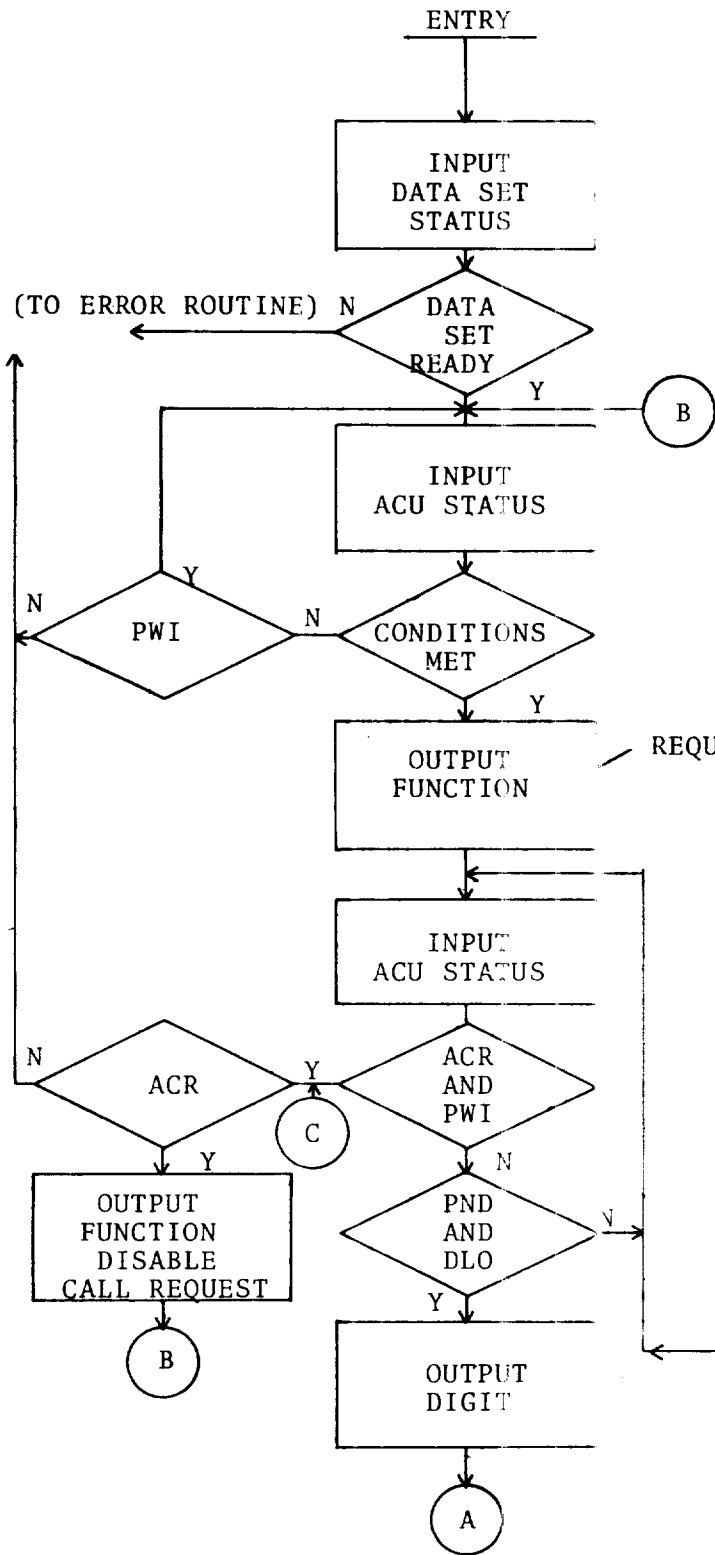 ENTRY
INPUT
DATA SET
STATUS
(TO ERROR ROUTINE) N
DATA
SET
READY
Y
B
INPUT
ACU STATUS
Y
N
PWI
N
CONDITIONS
MET
Y
OUTPUT
FUNCTION
REQU
INPUT
ACU STATUS
N
ACR
Y
ACR
AND
PWI
C
Y
N
OUTPUT
FUNCTION
DISABLE
CALL REQUEST
PND
AND
DLO
N
Y
B
OUTPUT
DIGIT
A